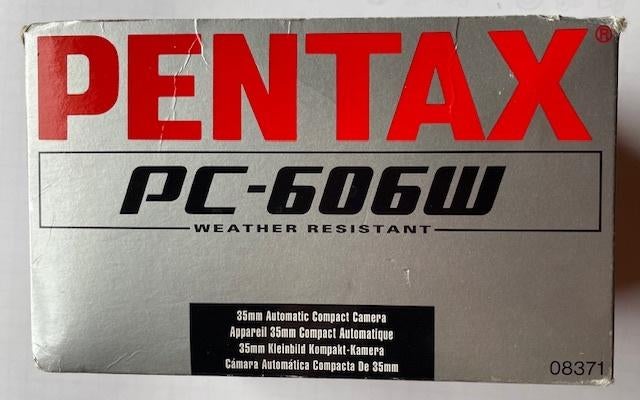 PENTAX®
PC-606W
WEATHER RESISTANT
35mm Automatic Compact Camera
Appareil 35mm Compact Automatique
35mm Kleinbild Kompakt-Kamera
Cámara Automática Compacta De 35mm
08371